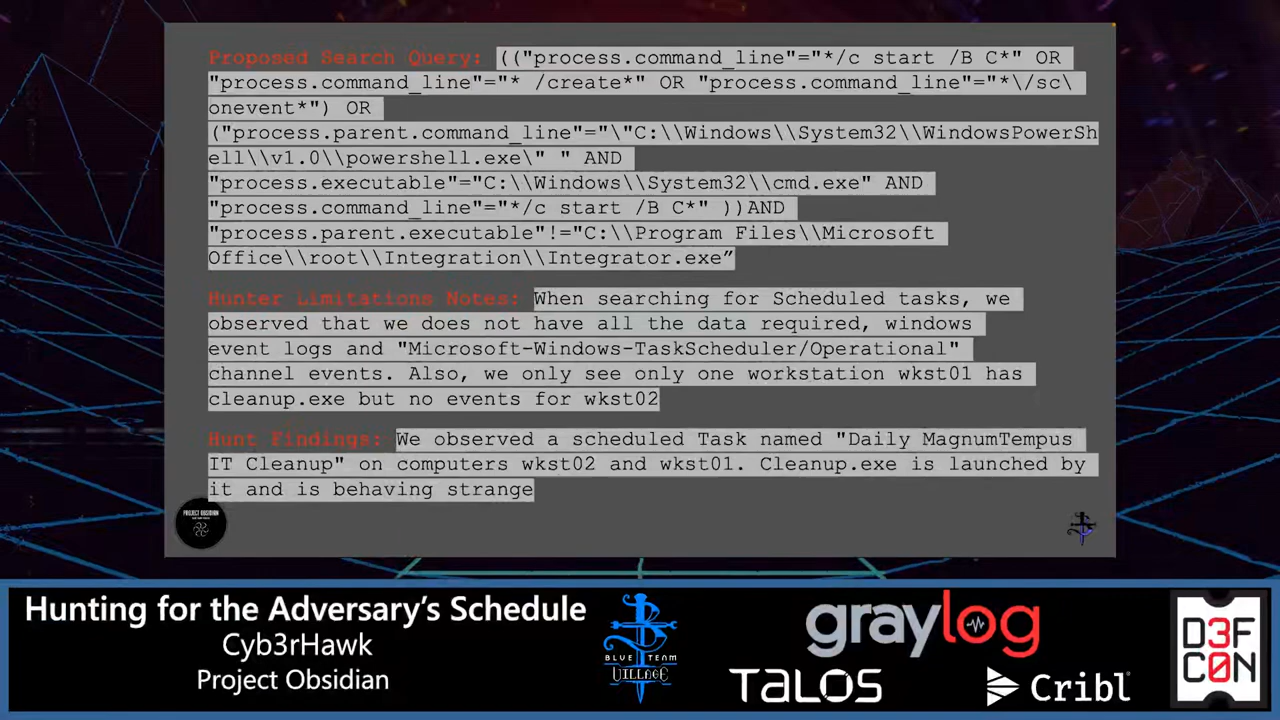 Proposed Search Query: (("process.command_line"="*/c start /B C*" OR
"process.command_line"="* /create*" OR "process.command_line"="*\/sc\
onevent*") OR
("process.parent.command_line"="\"C:\\Windows\\System32\\WindowsPowerSh
ell\\v1.0\\powershell.exe\" " AND
"process.executable"="C:\\Windows\\System32\\cmd.exe" AND
"process.command_line"="*/c start /B C*" ))AND
"process.parent.executable"!="C:\\Program Files\\Microsoft
Office\\root\\Integration\\Integrator.exe”
Hunter Limitations Notes: When searching for Scheduled tasks, we
observed that we does not have all the data required, windows
event logs and "Microsoft-Windows-TaskScheduler/Operational"
channel events. Also, we only see only one workstation wkst01 has
cleanup.exe but no events for wkst02
Hunt Findings: We observed a scheduled Task named "Daily MagnumTempus
IT Cleanup" on computers wkst02 and wkst01. Cleanup.exe is launched by
it and is behaving strange
PROJECT OBSIDIAN
Hunting for the Adversary’s Schedule
Cyb3rHawk
Project Obsidian
BLUE TEAM
VILLAGE
graylog
TALOS
Cribl
D3F
C0N